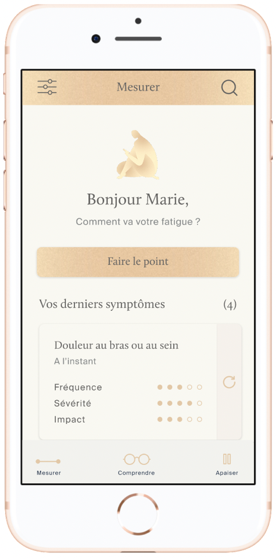 Mesurer
Bonjour Marie,
Comment va votre fatigue ?
Faire le point
Vos derniers symptômes (4)
Douleur au bras ou au sein
A l'instant
Fréquence
Sévérité
Impact
Mesurer Comprendre Apaiser